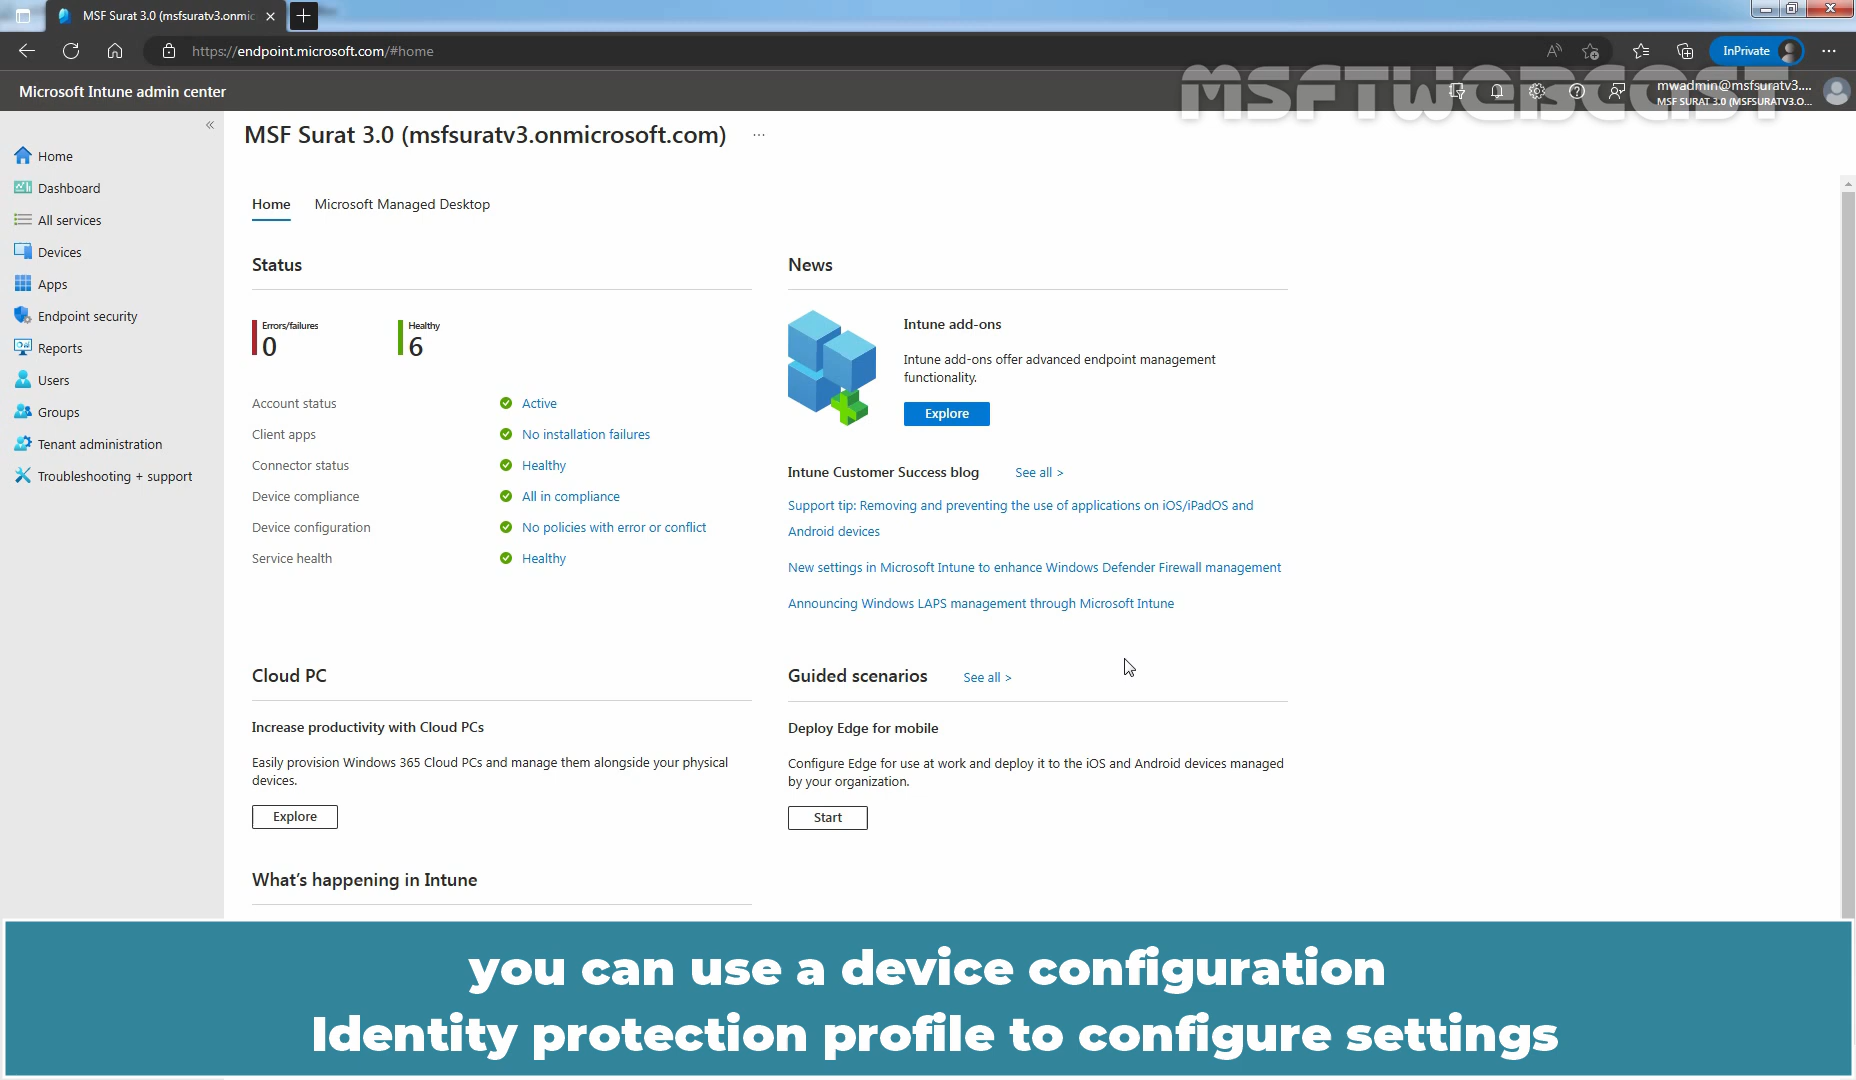 MSF Surat 3.0 (msfsuratv3.onmic
https://endpoint.microsoft.com/#home
InPrivate
Microsoft Intune admin center
MSFTWEBCAST
mwadmin@msfsuratv3....
MSF SURAT 3.0 (MSFSURATV3.O...
MSF Surat 3.0 (msfsuratv3.onmicrosoft.com)
Home
Dashboard
All services
Devices
Apps
Endpoint security
Reports
Users
Groups
Tenant administration
Troubleshooting + support
Home
Microsoft Managed Desktop
Status
Errors/failures
0
Healthy
6
Account status
Active
Client apps
No installation failures
Connector status
Healthy
Device compliance
All in compliance
Device configuration
No policies with error or conflict
Service health
Healthy
News
Intune add-ons
Intune add-ons offer advanced endpoint management
functionality.
Explore
Intune Customer Success blog
See all >
Support tip: Removing and preventing the use of applications on iOS/iPadOS and
Android devices
New settings in Microsoft Intune to enhance Windows Defender Firewall management
Announcing Windows LAPS management through Microsoft Intune
Cloud PC
Increase productivity with Cloud PCs
Easily provision Windows 365 Cloud PCs and manage them alongside your physical
devices.
Explore
Guided scenarios
See all >
Deploy Edge for mobile
Configure Edge for use at work and deploy it to the iOS and Android devices managed
by your organization.
Start
What's happening in Intune
you can use a device configuration
Identity protection profile to configure settings